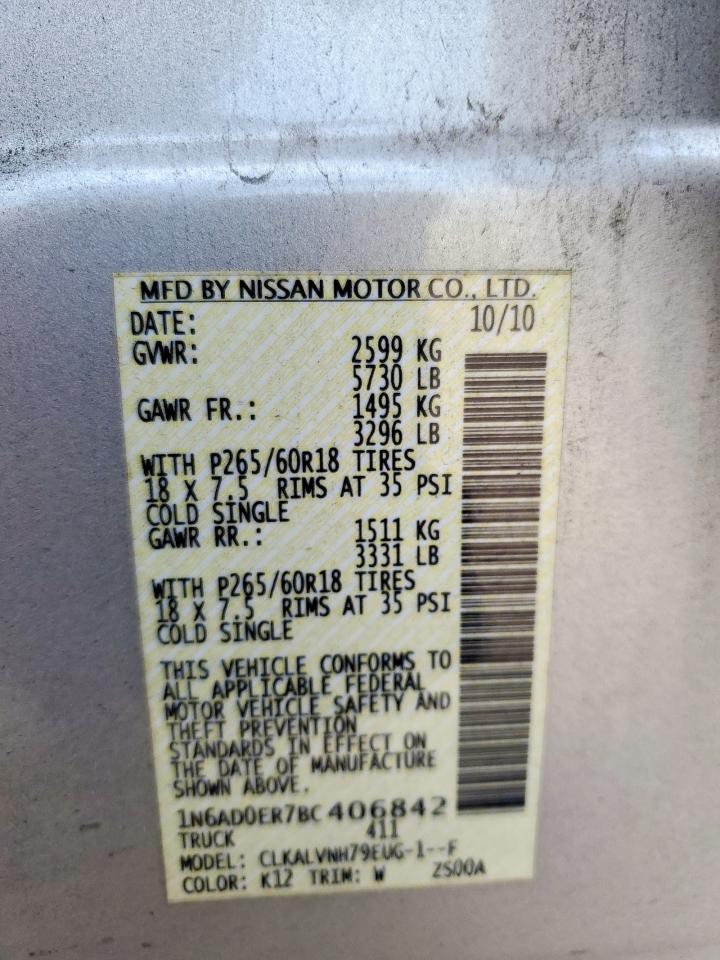 MFD BY NISSAN MOTOR CO., LTD.
DATE: 10/10
GVWR: 2599 KG
5730 LB
GAWR FR.: 1495 KG
3296 LB
WITH P265/60R18 TIRES
18 X 7.5 RIMS AT 35 PSI
COLD SINGLE
GAWR RR.: 1511 KG
3331 LB
WITH P265/60R18 TIRES
18 X 7.5 RIMS AT 35 PSI
COLD SINGLE
THIS VEHICLE CONFORMS TO
ALL APPLICABLE FEDERAL
MOTOR VEHICLE SAFETY AND
THEFT PREVENTION
STANDARDS IN EFFECT ON
THE DATE OF MANUFACTURE
SHOWN ABOVE.
1N6AD0ER7BC 406842
TRUCK 411
MODEL: CLKALVNH79EUG-1--F
COLOR: K12 TRIM: W ZS00A